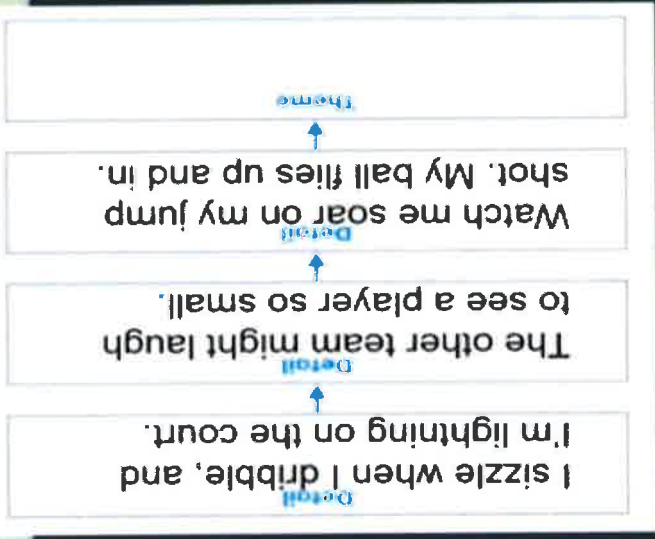 Detail
I sizzle when I dribble, and
I'm lightning on the court.
Detail
The other team might laugh
to see a player so small.
Detail
Watch me soar on my jump
shot. My ball flies up and in.
Theme